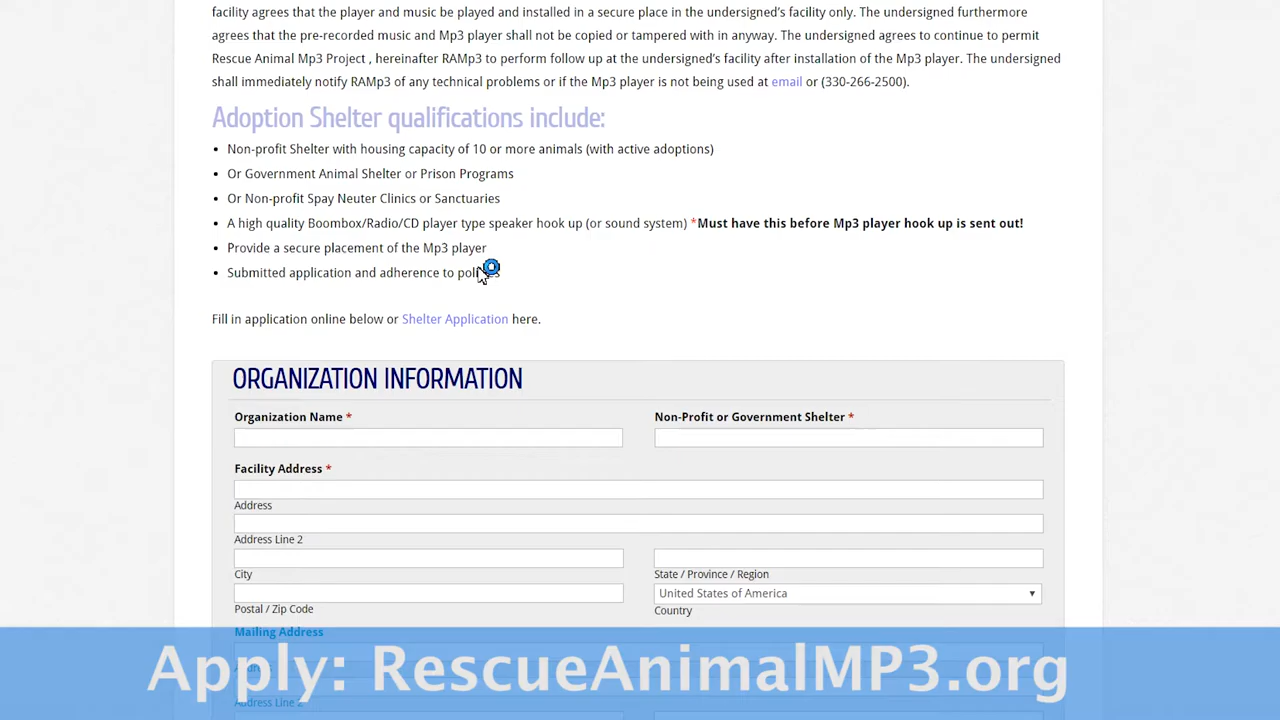 facility agrees that the player and music be played and installed in a secure place in the undersigned's facility only. The undersigned furthermore
agrees that the pre-recorded music and Mp3 player shall not be copied or tampered with in anyway. The undersigned agrees to continue to permit
Rescue Animal Mp3 Project , hereinafter RAMp3 to perform follow up at the undersigned's facility after installation of the Mp3 player. The undersigned
shall immediately notify RAMp3 of any technical problems or if the Mp3 player is not being used at email or (330-266-2500).
Adoption Shelter qualifications include:
Non-profit Shelter with housing capacity of 10 or more animals (with active adoptions)
Or Government Animal Shelter or Prison Programs
Or Non-profit Spay Neuter Clinics or Sanctuaries
A high quality Boombox/Radio/CD player type speaker hook up (or sound system) *Must have this before Mp3 player hook up is sent out!
Provide a secure placement of the Mp3 player
Submitted application and adherence to
Fill in application online below or Shelter Application here.
ORGANIZATION INFORMATION
Organization Name * Non-Profit or Government Shelter *
Facility Address *
Address
Address Line 2
City State / Province / Region
United States of America
Postal / Zip Code Country
Mailing Address
Apply: RescueAnimalMP3.org
Address Line 2